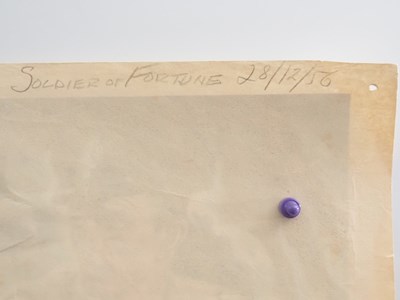 SOLDIER OF FORTUNE 28/12/56